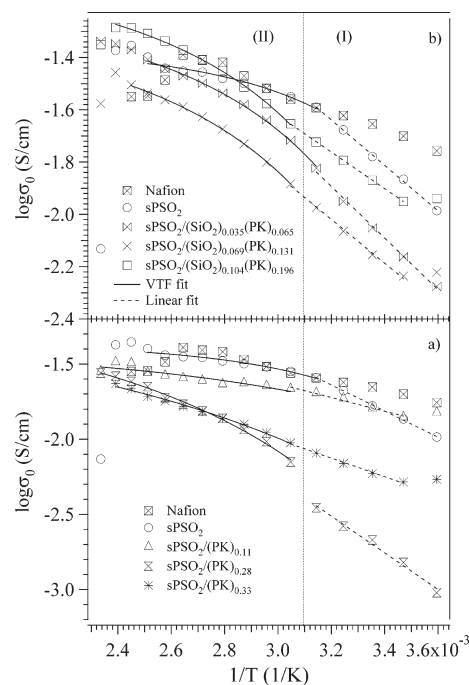 (II)
(I)
b)
-1.4
-1.6
-1.8
-2.0
-2.2
-2.4
logσ₀ (S/cm)
Nafion
sPSO₂
sPSO₂/(SiO₂)₀.₀₃₅(PK)₀.₀₆₅
sPSO₂/(SiO₂)₀.₀₆₉(PK)₀.₁₃₁
sPSO₂/(SiO₂)₀.₁₀₄(PK)₀.₁₉₆
VTF fit
Linear fit
a)
-1.5
-2.0
-2.5
-3.0
logσ₀ (S/cm)
Nafion
sPSO₂
sPSO₂/(PK)₀.₁₁
sPSO₂/(PK)₀.₂₈
sPSO₂/(PK)₀.₃₃
2.4 2.6 2.8 3.0 3.2 3.4 3.6x10⁻³
1/T (1/K)